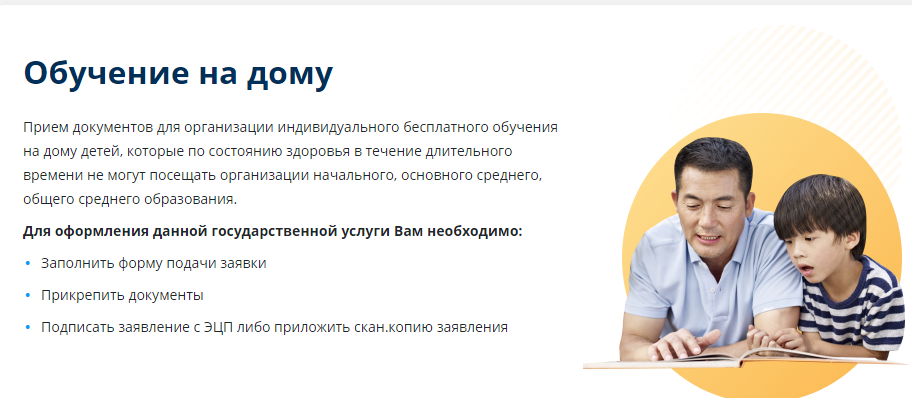 Обучение на дому
Прием документов для организации индивидуального бесплатного обучения
на дому детей, которые по состоянию здоровья в течение длительного
времени не могут посещать организации начального, основного среднего,
общего среднего образования.
Для оформления данной государственной услуги Вам необходимо:
• Заполнить форму подачи заявки
• Прикрепить документы
• Подписать заявление с ЭЦП либо приложить скан.копию заявления